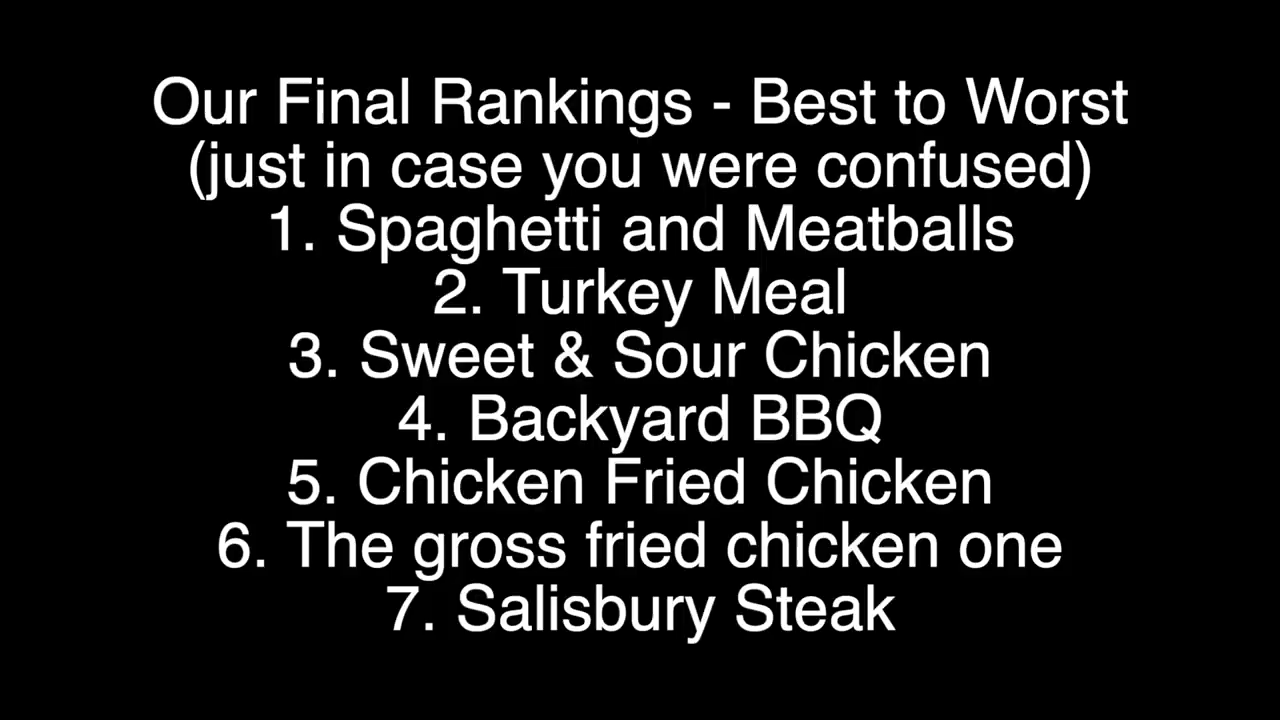 Our Final Rankings - Best to Worst
(just in case you were confused)
1. Spaghetti and Meatballs
2. Turkey Meal
3. Sweet & Sour Chicken
4. Backyard BBQ
5. Chicken Fried Chicken
6. The gross fried chicken one
7. Salisbury Steak